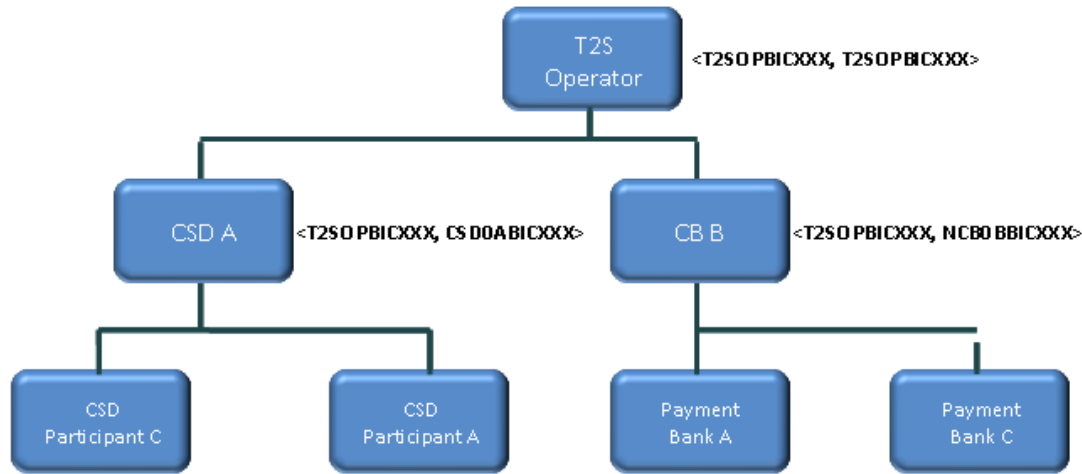 T2S
Operator
<T2SOPBICXXX, T2SOPBICXXX>
CSD A
<T2SOPBICXXX, CSD0ABICXXX>
CB B
<T2SOPBICXXX, NCB0BBICXXX>
CSD
Participant C
CSD
Participant A
Payment
Bank A
Payment
Bank C